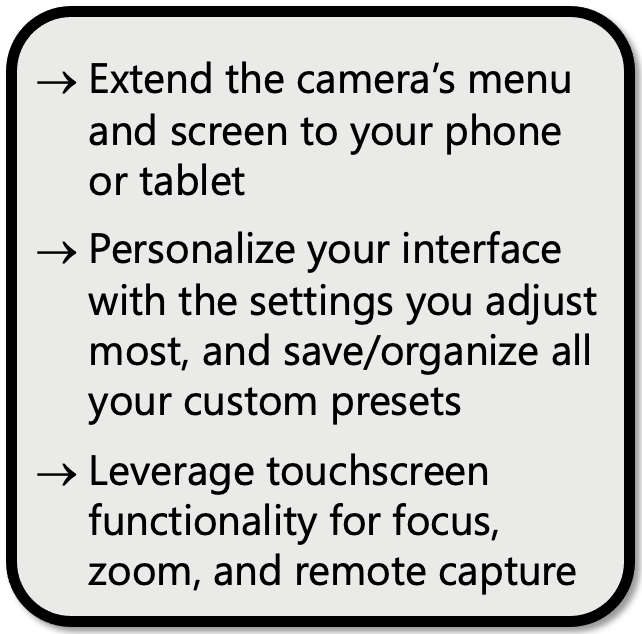 → Extend the camera’s menu
and screen to your phone
or tablet
→ Personalize your interface
with the settings you adjust
most, and save/organize all
your custom presets
→ Leverage touchscreen
functionality for focus,
zoom, and remote capture